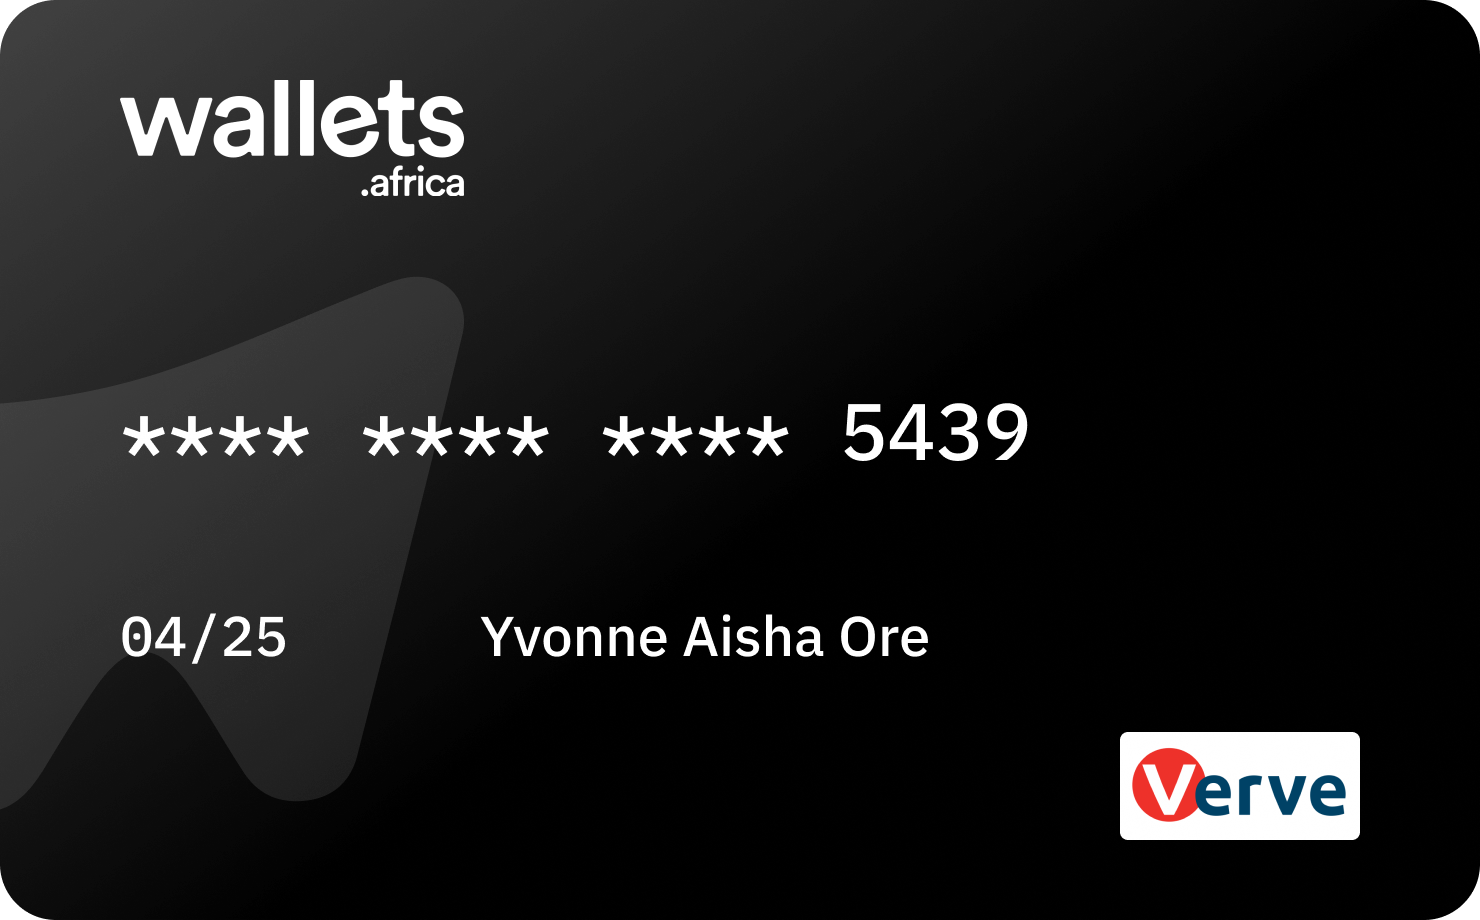 wallets
.africa
**** **** **** 5439
04/25 Yvonne Aisha Ore
Verve